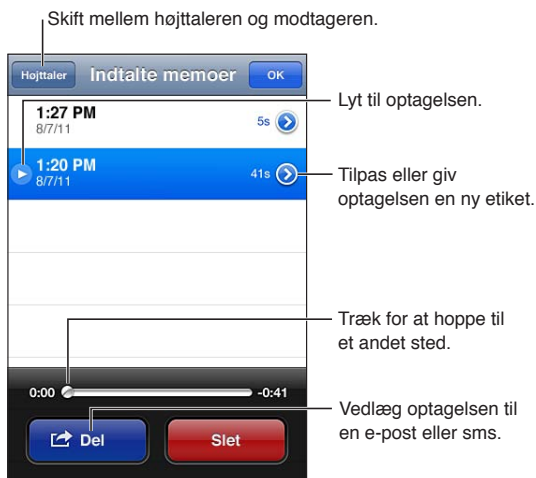 Skift mellem højttaleren og modtageren.
Højttaler
Indtalte memoer
OK
1:27 PM
8/7/11
5s
Lyt til optagelsen.
1:20 PM
8/7/11
41s
Tilpas eller giv
optagelsen en ny etiket.
Træk for at hoppe til
et andet sted.
0:00
-0:41
Vedlæg optagelsen til
en e-post eller sms.
Del
Slet